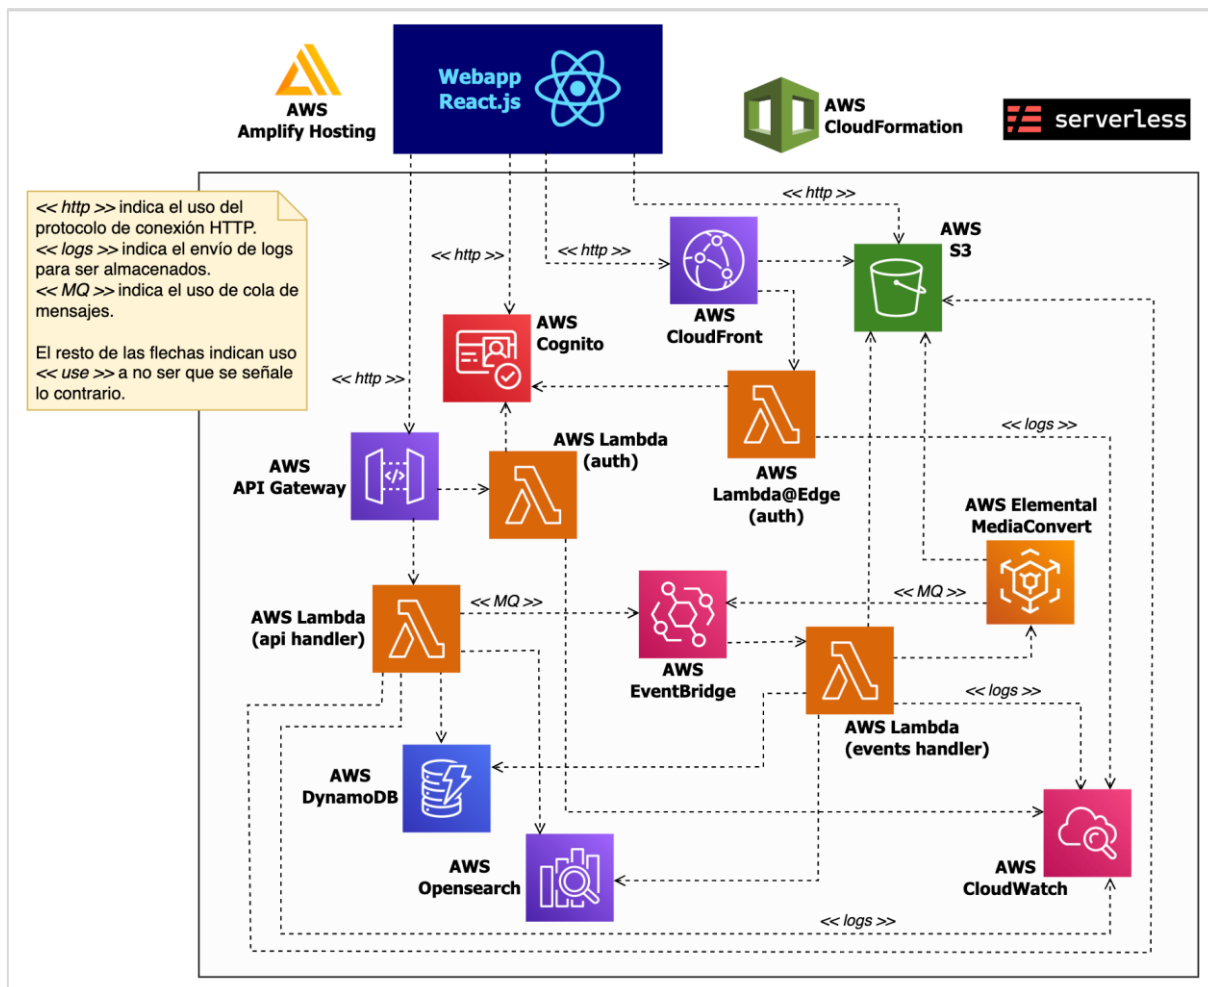 AWS
Amplify Hosting
Webapp
React.js
AWS
CloudFormation
serverless
<< http >> indica el uso del
protocolo de conexión HTTP.
<< logs >> indica el envío de logs
para ser almacenados.
<< MQ >> indica el uso de cola de
mensajes.
El resto de las flechas indican uso
<< use >> a no ser que se señale
lo contrario.
<< http >>
<< http >>
<< http >>
<< http >>
AWS
S3
AWS
CloudFront
AWS
Cognito
AWS Lambda
(auth)
AWS
Lambda@Edge
(auth)
<< logs >>
AWS
API Gateway
AWS Elemental
MediaConvert
<< MQ >>
<< MQ >>
AWS Lambda
(api handler)
AWS
EventBridge
<< logs >>
AWS Lambda
(events handler)
AWS
DynamoDB
AWS
Opensearch
AWS
CloudWatch
<< logs >>